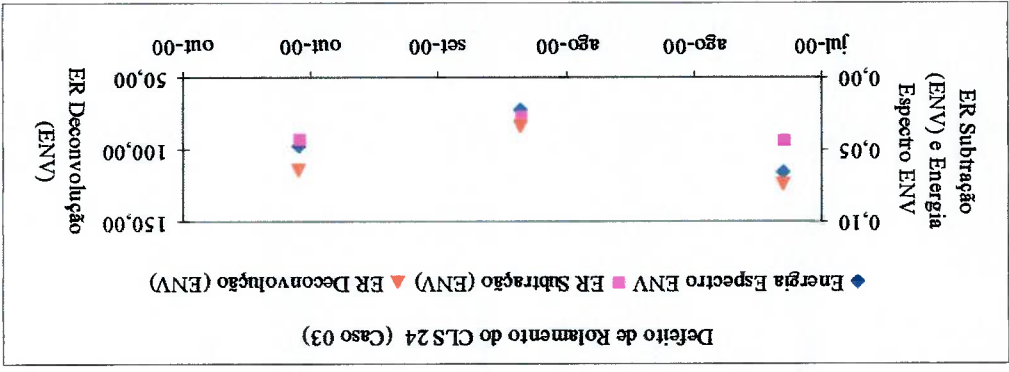 Defeito de Rolamento do CLS 24 (Caso 03)
Energia Espectro ENV ER Subtração (ENV) ER Deconvolução (ENV)
ER Subtração
(ENV) e Energia
Espectro ENV
0,10
0,05
0,00
150,00
100,00
50,00
ER Deconvolução
(ENV)
jul-00 ago-00 ago-00 set-00 out-00 out-00